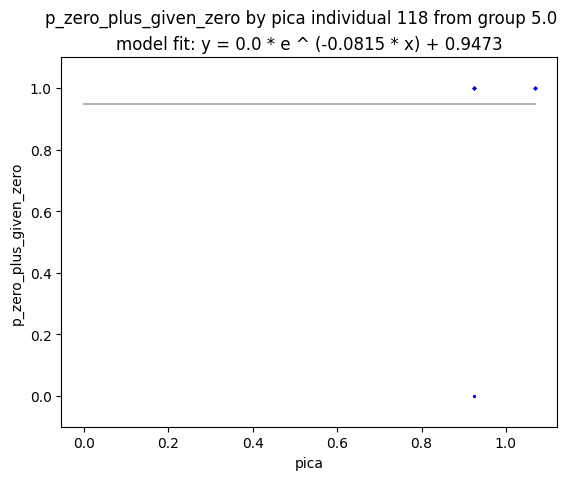 p_zero_plus_given_zero by pica individual 118 from group 5.0
model fit: y = 0.0 * e ^ (-0.0815 * x) + 0.9473
1.0
0.8
0.6
0.4
0.2
0.0
p_zero_plus_given_zero
0.0 0.2 0.4 0.6 0.8 1.0
pica